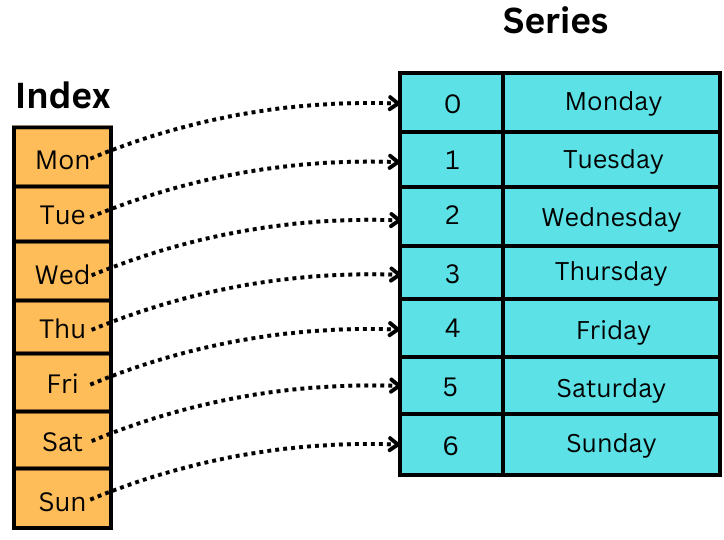 Series
Index
Mon
Tue
Wed
Thu
Fri
Sat
Sun
0 Monday
1 Tuesday
2 Wednesday
3 Thursday
4 Friday
5 Saturday
6 Sunday